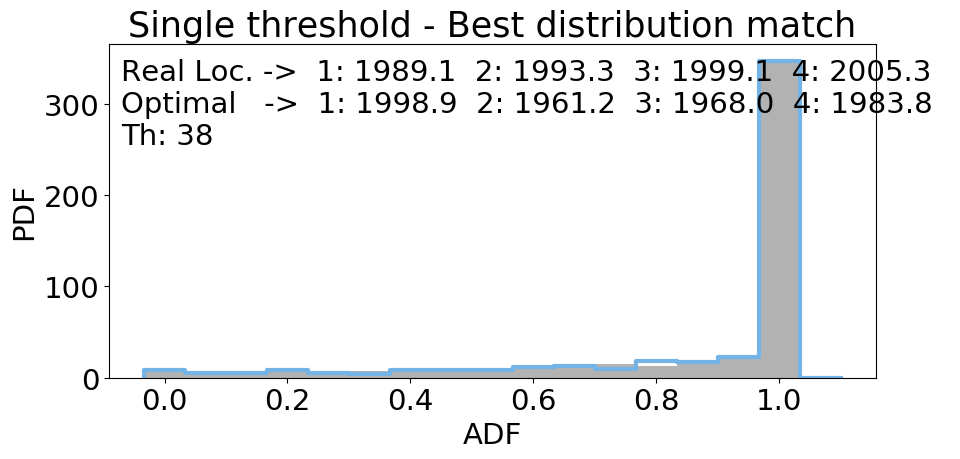 Single threshold - Best distribution match
Real Loc. -> 1: 1989.1 2: 1993.3 3: 1999.1 4: 2005.3
Optimal -> 1: 1998.9 2: 1961.2 3: 1968.0 4: 1983.8
Th: 38
PDF
300
200
100
0
0.0 0.2 0.4 0.6 0.8 1.0
ADF